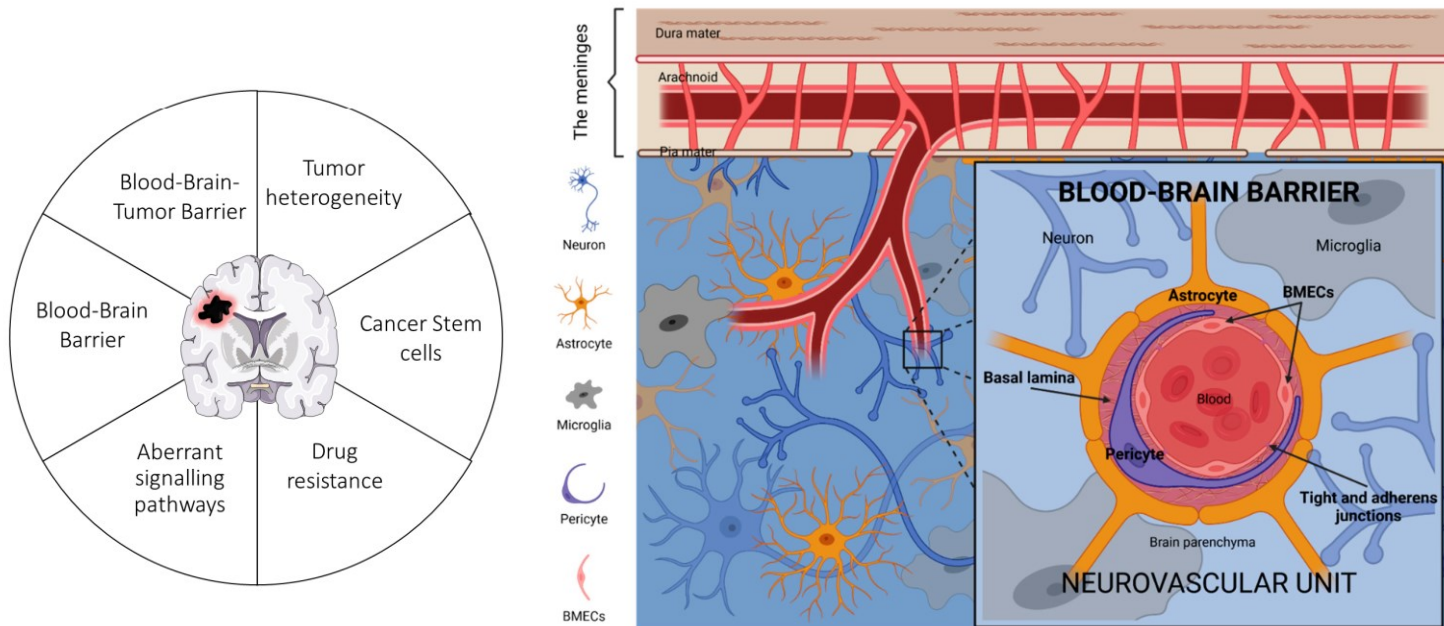 Blood-Brain-
Tumor Barrier
Tumor
heterogeneity
Blood-Brain
Barrier
Cancer Stem
cells
Aberrant
signalling
pathways
Drug
resistance
The meninges
Dura mater
Arachnoid
Pia mater
Neuron
Astrocyte
Microglia
Pericyte
BMECs
BLOOD-BRAIN BARRIER
Neuron
Microglia
Astrocyte
BMECs
Basal lamina
Blood
Pericyte
Tight and adherens
junctions
Brain parenchyma
NEUROVASCULAR UNIT